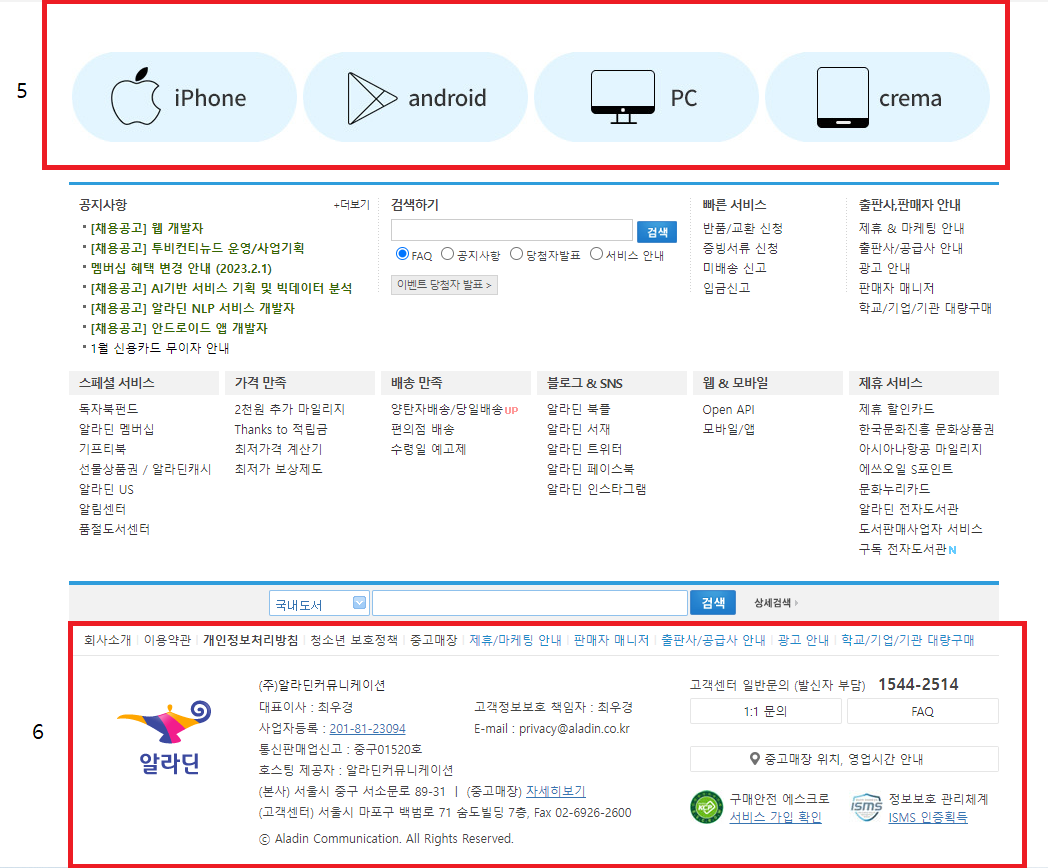 5
iPhone
android
PC
crema
공지사항 +더보기
[채용공고] 웹 개발자
[채용공고] 투비컨티뉴드 운영/사업기획
멤버십 혜택 변경 안내 (2023.2.1)
[채용공고] AI기반 서비스 기획 및 빅데이터 분석
[채용공고] 알라딘 NLP 서비스 개발자
[채용공고] 안드로이드 앱 개발자
1월 신용카드 무이자 안내
검색하기
검색
FAQ 공지사항 당첨자발표 서비스 안내
이벤트 당첨자 발표 >
빠른 서비스
반품/교환 신청
증빙서류 신청
미배송 신고
입금신고
출판사,판매자 안내
제휴 & 마케팅 안내
출판사/공급사 안내
광고 안내
판매자 매니저
학교/기업/기관 대량구매
스페셜 서비스
독자북펀드
알라딘 멤버십
기프티북
선물상품권 / 알라딘캐시
알라딘 US
알림센터
품절도서센터
가격 만족
2천원 추가 마일리지
Thanks to 적립금
최저가격 계산기
최저가 보상제도
배송 만족
양탄자배송/당일배송UP
편의점 배송
수령일 예고제
블로그 & SNS
알라딘 북플
알라딘 서재
알라딘 트위터
알라딘 페이스북
알라딘 인스타그램
웹 & 모바일
Open API
모바일/앱
제휴 서비스
제휴 할인카드
한국문화진흥 문화상품권
아시아나항공 마일리지
에쓰오일 S포인트
문화누리카드
알라딘 전자도서관
도서판매사업자 서비스
구독 전자도서관N
국내도서
검색
상세검색
6
회사소개 이용약관 개인정보처리방침 청소년 보호정책 중고매장 제휴/마케팅 안내 판매자 매니저 출판사/공급사 안내 광고 안내 학교/기업/기관 대량구매
알라딘
(주)알라딘커뮤니케이션
대표이사 : 최우경 고객정보보호 책임자 : 최우경
사업자등록 : 201-81-23094 E-mail : privacy@aladin.co.kr
통신판매업신고 : 중구01520호
호스팅 제공자 : 알라딘커뮤니케이션
(본사) 서울시 중구 서소문로 89-31 ㅣ (중고매장) 자세히보기
(고객센터) 서울시 마포구 백범로 71 숨도빌딩 7층, Fax 02-6926-2600
ⓒ Aladin Communication. All Rights Reserved.
고객센터 일반문의 (발신자 부담) 1544-2514
1:1 문의
FAQ
중고매장 위치, 영업시간 안내
KCP
구매안전 에스크로
서비스 가입 확인
ISMS
정보보호 관리체계
ISMS 인증획득